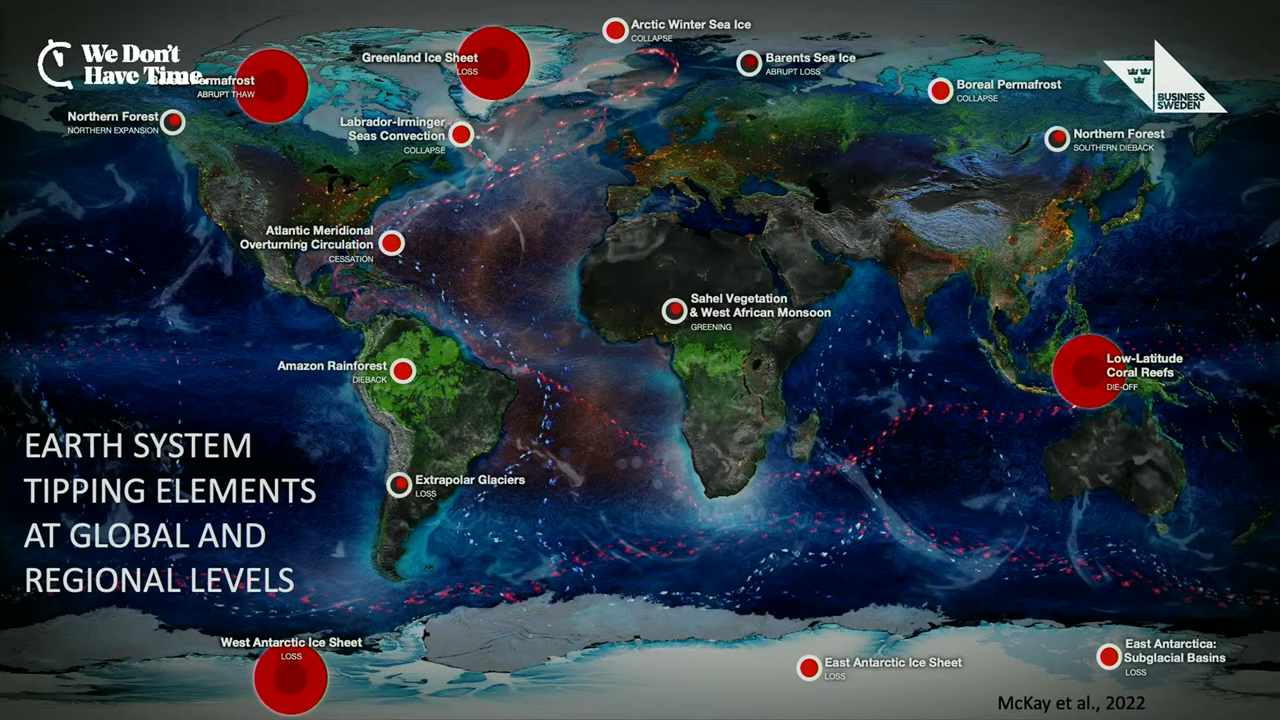 We Don't
Have Time
Permafrost
ABRUPT THAW
Greenland Ice Sheet
LOSS
Arctic Winter Sea Ice
COLLAPSE
Barents Sea Ice
ABRUPT LOSS
Boreal Permafrost
COLLAPSE
BUSINESS
SWEDEN
Northern Forest
NORTHERN EXPANSION
Labrador-Irminger
Seas Convection
COLLAPSE
Northern Forest
SOUTHERN DIEBACK
Atlantic Meridional
Overturning Circulation
CESSATION
Sahel Vegetation
& West African Monsoon
GREENING
Amazon Rainforest
DIEBACK
Low-Latitude
Coral Reefs
DIE-OFF
Extrapolar Glaciers
LOSS
EARTH SYSTEM
TIPPING ELEMENTS
AT GLOBAL AND
REGIONAL LEVELS
West Antarctic Ice Sheet
LOSS
East Antarctic Ice Sheet
LOSS
East Antarctica:
Subglacial Basins
LOSS
McKay et al., 2022